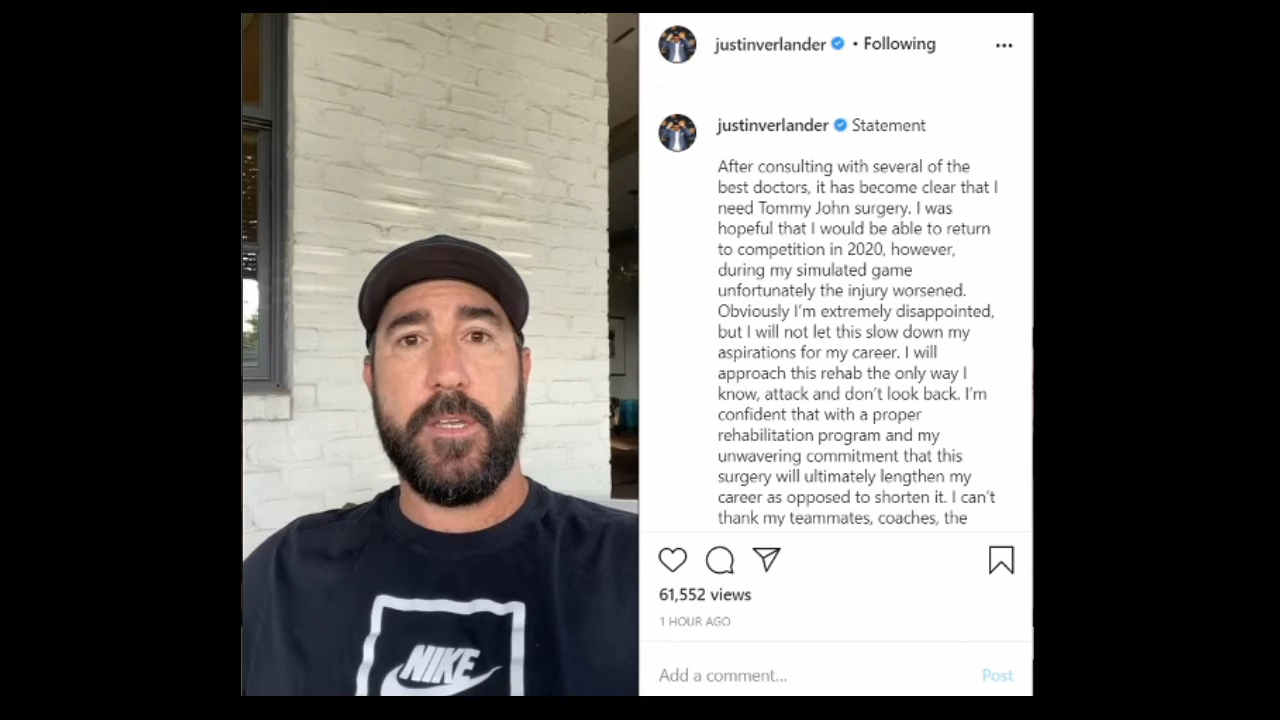 justinverlander • Following
justinverlander Statement
After consulting with several of the
best doctors, it has become clear that I
need Tommy John surgery. I was
hopeful that I would be able to return
to competition in 2020, however,
during my simulated game
unfortunately the injury worsened.
Obviously I'm extremely disappointed,
but I will not let this slow down my
aspirations for my career. I will
approach this rehab the only way I
know, attack and don't look back. I'm
confident that with a proper
rehabilitation program and my
unwavering commitment that this
surgery will ultimately lengthen my
career as opposed to shorten it. I can't
thank my teammates, coaches, the
61,552 views
1 HOUR AGO
Add a comment... Post
NIKE